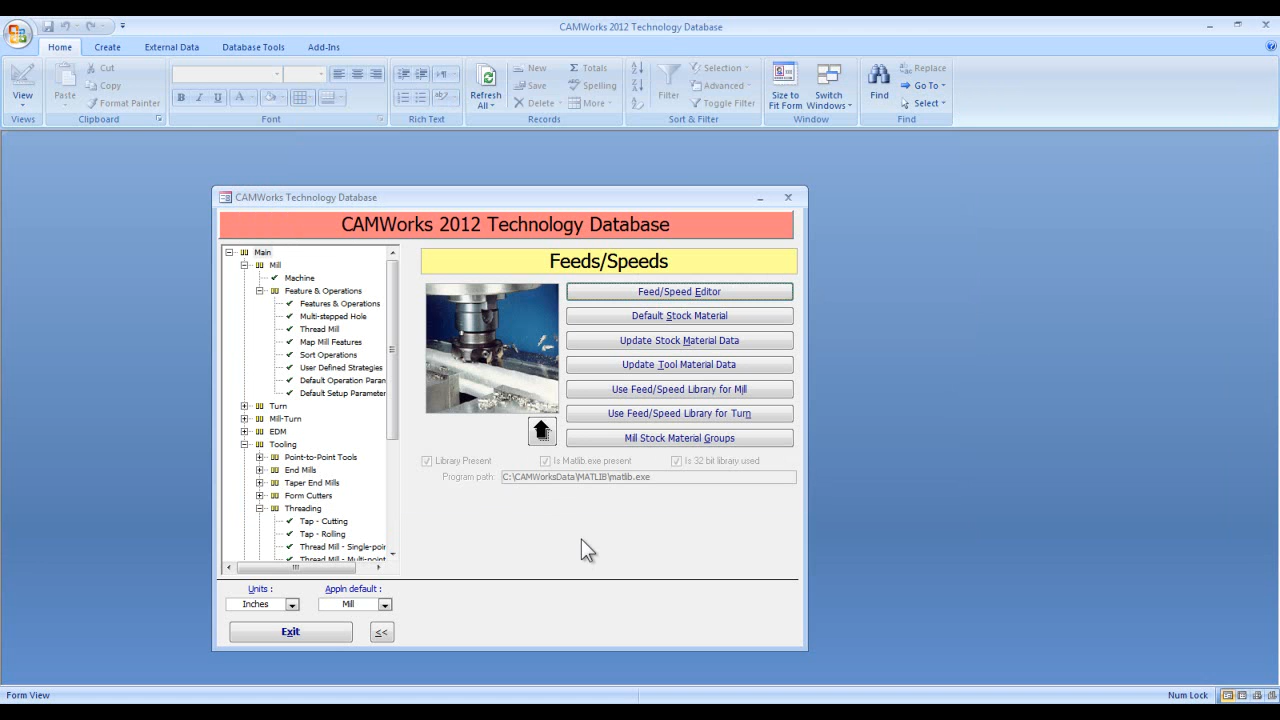 CAMWorks 2012 Technology Database
Home Create External Data Database Tools Add-Ins
View
Views
Paste
Cut
Copy
Format Painter
Clipboard
B I U A
Font
Rich Text
Refresh All
New
Save
Delete
Totals
Spelling
More
Records
Filter
Selection
Advanced
Toggle Filter
Sort & Filter
Size to Fit Form
Switch Windows
Window
Find
Replace
Go To
Select
Find
CAMWorks Technology Database
CAMWorks 2012 Technology Database
Main
Mill
Machine
Feature & Operations
Features & Operations
Multi-stepped Hole
Thread Mill
Map Mill Features
Sort Operations
User Defined Strategies
Default Operation Paran
Default Setup Parameter
Turn
Mill-Turn
EDM
Tooling
Point-to-Point Tools
End Mills
Taper End Mills
Form Cutters
Threading
Tap - Cutting
Tap - Rolling
Thread Mill - Single-poir
Thread Mill - Multi-point
Feeds/Speeds
Feed/Speed Editor
Default Stock Material
Update Stock Material Data
Update Tool Material Data
Use Feed/Speed Library for Mill
Use Feed/Speed Library for Turn
Mill Stock Material Groups
Library Present Is Matlib.exe present Is 32 bit library used
Program path: C:\CAMWorksData\MATLIB\matlib.exe
Units : Appln default :
Inches Mill
Exit <<
Form View Num Lock